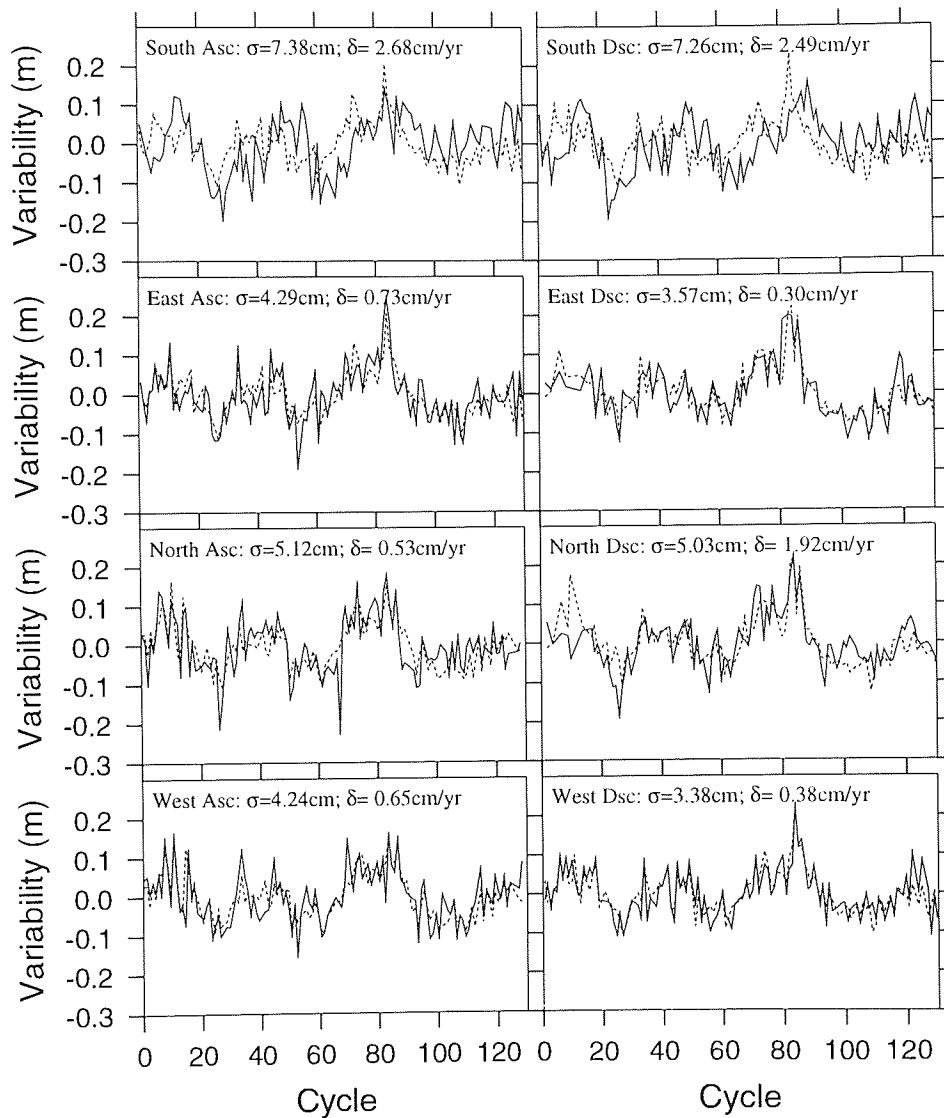 South Asc: σ=7.38cm; δ= 2.68cm/yr
South Dsc: σ=7.26cm; δ= 2.49cm/yr
Variability (m)
0.2
0.1
0.0
-0.1
-0.2
-0.3
East Asc: σ=4.29cm; δ= 0.73cm/yr
East Dsc: σ=3.57cm; δ= 0.30cm/yr
Variability (m)
0.2
0.1
0.0
-0.1
-0.2
-0.3
North Asc: σ=5.12cm; δ= 0.53cm/yr
North Dsc: σ=5.03cm; δ= 1.92cm/yr
Variability (m)
0.2
0.1
0.0
-0.1
-0.2
-0.3
West Asc: σ=4.24cm; δ= 0.65cm/yr
West Dsc: σ=3.38cm; δ= 0.38cm/yr
Variability (m)
0.2
0.1
0.0
-0.1
-0.2
-0.3
0 20 40 60 80 100 120
0 20 40 60 80 100 120
Cycle
Cycle